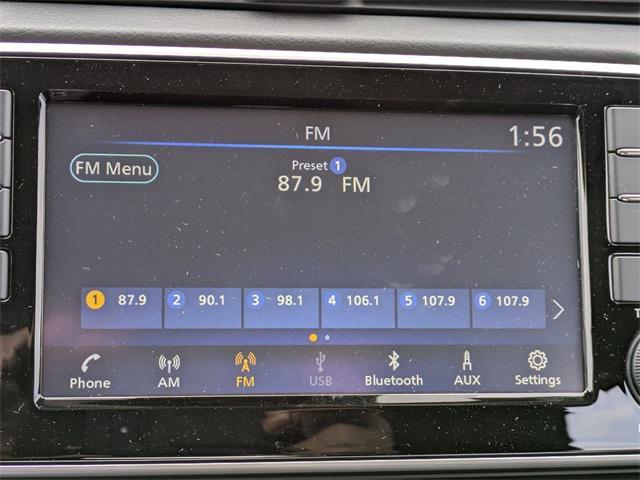 FM
1:56
FM Menu
Preset 1
87.9 FM
1 87.9 2 90.1 3 98.1 4 106.1 5 107.9 6 107.9
Phone AM FM USB Bluetooth AUX Settings